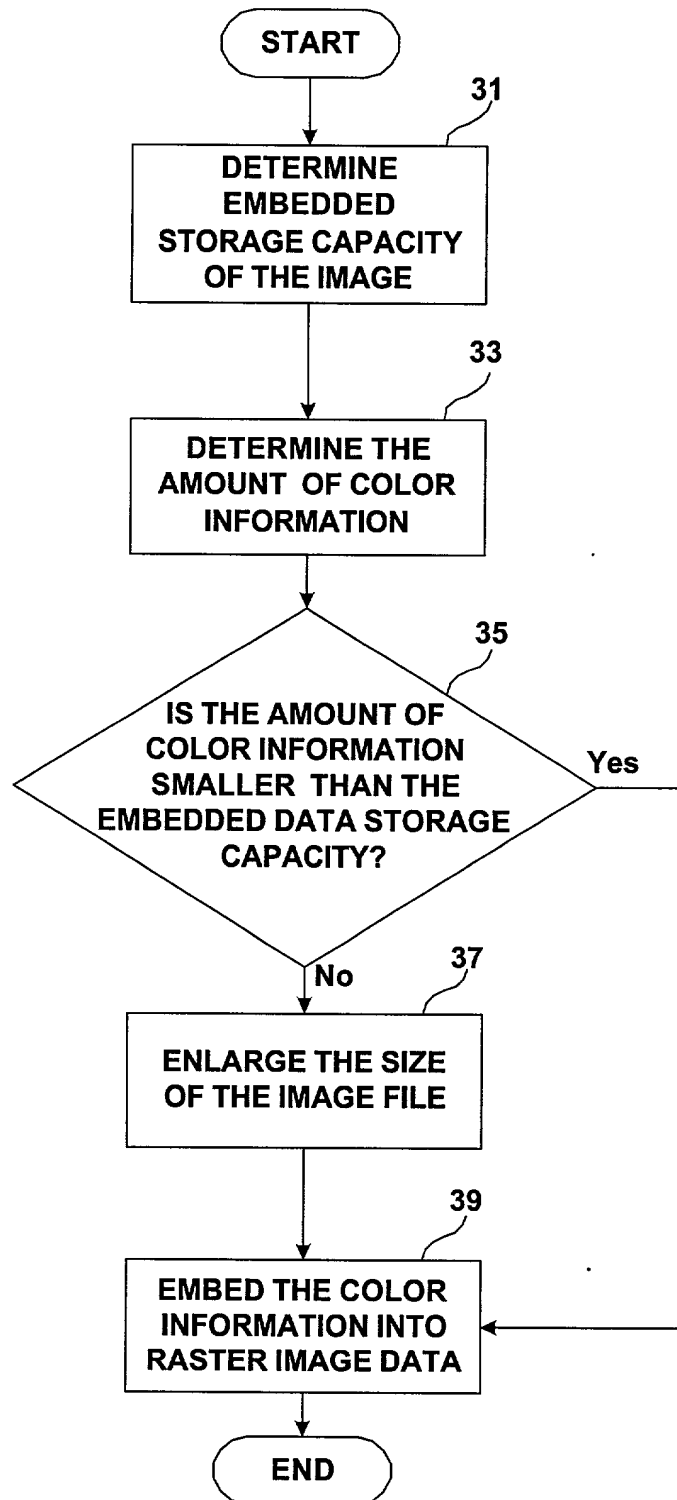 START
31
DETERMINE
EMBEDDED
STORAGE CAPACITY
OF THE IMAGE
33
DETERMINE THE
AMOUNT OF COLOR
INFORMATION
35
IS THE AMOUNT OF
COLOR INFORMATION
SMALLER THAN THE
EMBEDDED DATA STORAGE
CAPACITY?
Yes
No
37
ENLARGE THE SIZE
OF THE IMAGE FILE
39
EMBED THE COLOR
INFORMATION INTO
RASTER IMAGE DATA
END